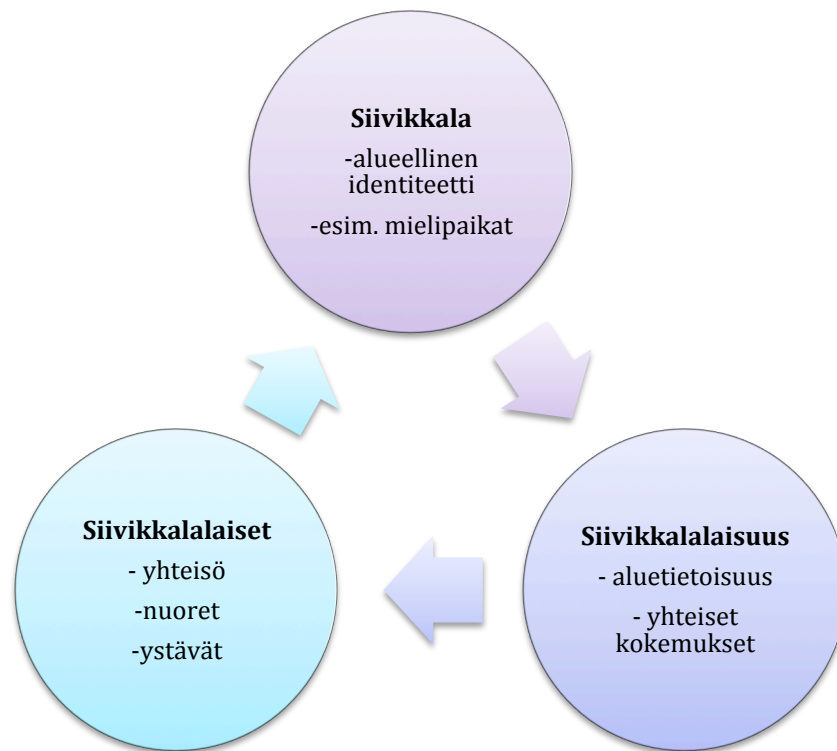 Siivikkala
-alueellinen
identiteetti
-esim. mielipaikat
Siivikkalalaisuus
- aluetietoisuus
- yhteiset
kokemukset
Siivikkalalaiset
- yhteisö
-nuoret
-ystävät